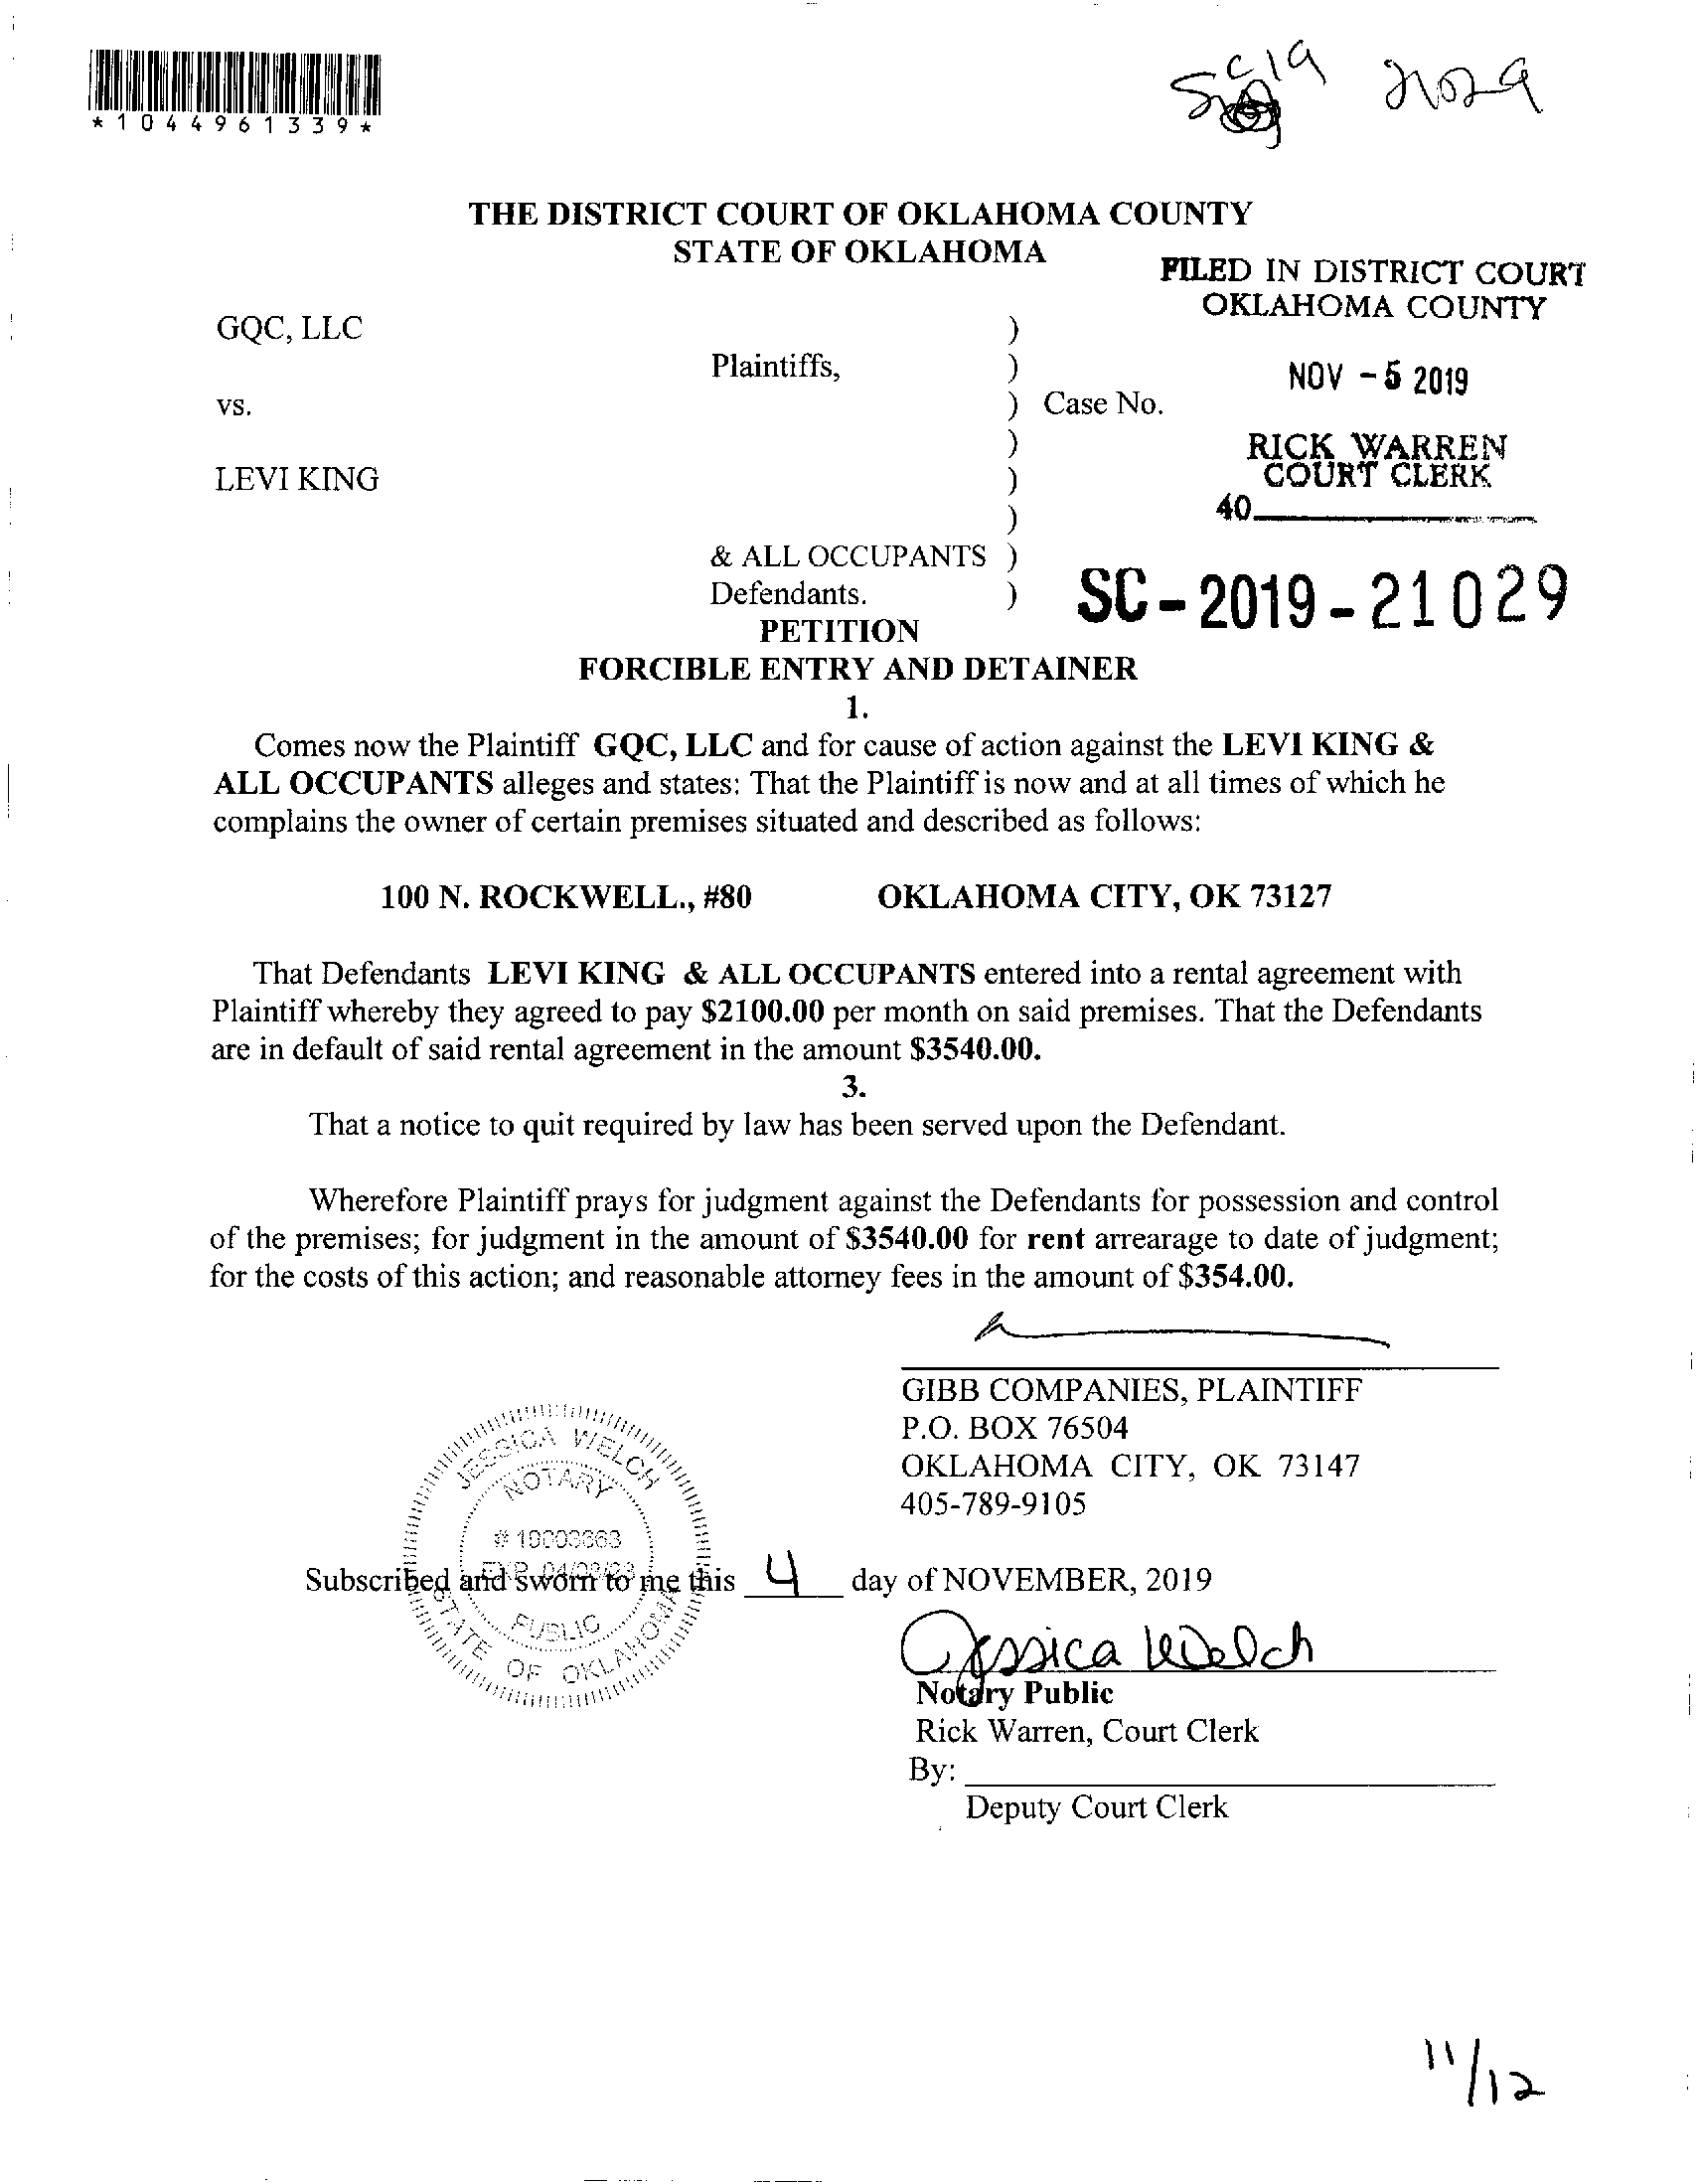 *1044961339*
SC19 21029
THE DISTRICT COURT OF OKLAHOMA COUNTY
STATE OF OKLAHOMA
FILED IN DISTRICT COURT
OKLAHOMA COUNTY
GQC, LLC )
Plaintiffs, )
NOV - 5 2019
vs. ) Case No.
)
RICK WARREN
COURT CLERK
LEVI KING )
)
40
& ALL OCCUPANTS )
Defendants. )
SC - 2019 - 21029
PETITION
FORCIBLE ENTRY AND DETAINER
1.
Comes now the Plaintiff GQC, LLC and for cause of action against the LEVI KING &
ALL OCCUPANTS alleges and states: That the Plaintiff is now and at all times of which he
complains the owner of certain premises situated and described as follows:
100 N. ROCKWELL., #80 OKLAHOMA CITY, OK 73127
That Defendants LEVI KING & ALL OCCUPANTS entered into a rental agreement with
Plaintiff whereby they agreed to pay $2100.00 per month on said premises. That the Defendants
are in default of said rental agreement in the amount $3540.00.
3.
That a notice to quit required by law has been served upon the Defendant.
Wherefore Plaintiff prays for judgment against the Defendants for possession and control
of the premises; for judgment in the amount of $3540.00 for rent arrearage to date of judgment;
for the costs of this action; and reasonable attorney fees in the amount of $354.00.
GIBB COMPANIES, PLAINTIFF
P.O. BOX 76504
OKLAHOMA CITY, OK 73147
405-789-9105
JESSICA WELCH
NOTARY
PUBLIC
STATE OF OKLAHOMA
Subscribed and sworn to me this 4 day of NOVEMBER, 2019
Jessica Welch
Notary Public
Rick Warren, Court Clerk
By:
Deputy Court Clerk
11/12